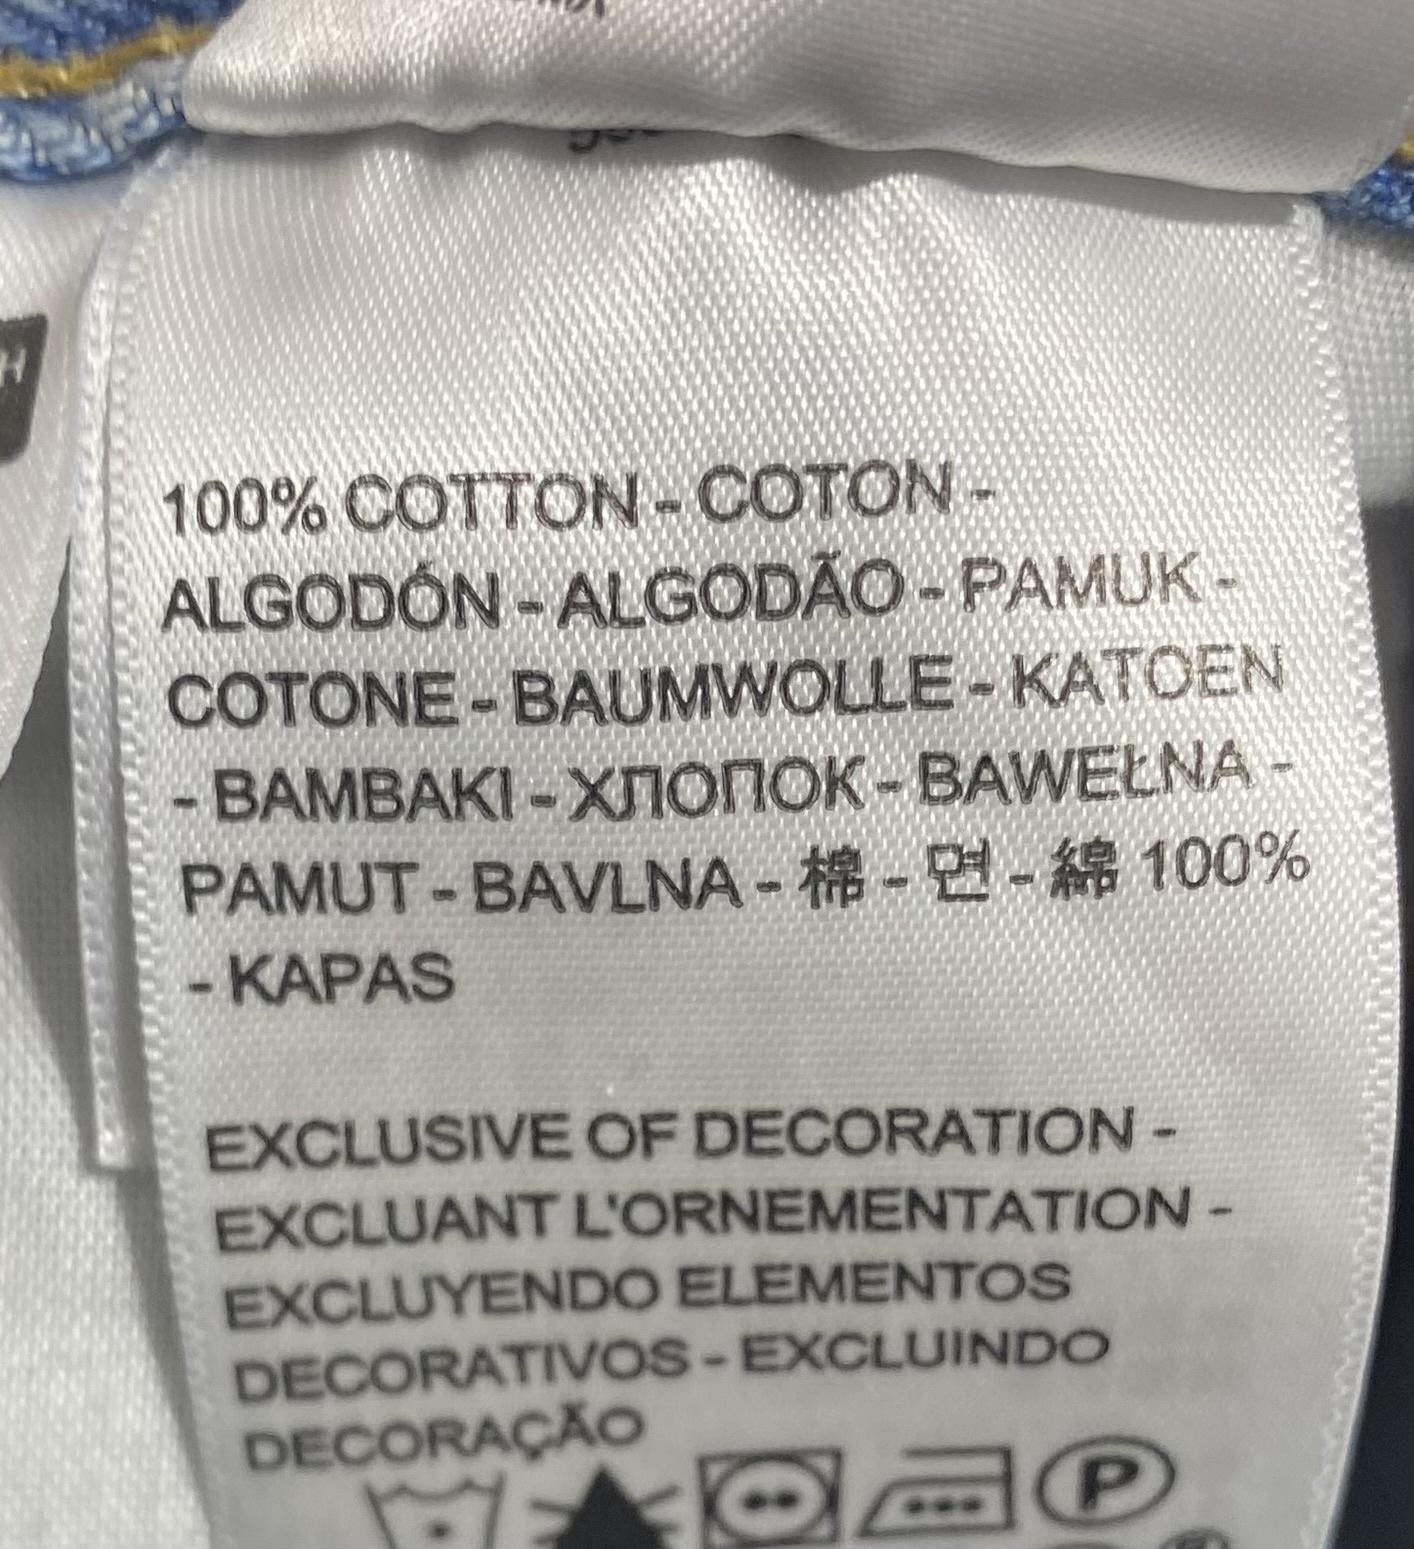 100% COTTON - COTON -
ALGODÓN - ALGODÃO - PAMUK -
COTONE - BAUMWOLLE - KATOEN
- BAMBAKI - ХЛОПОК - BAWEŁNA -
PAMUT - BAVLNA - 棉 - 면 - 綿 100%
- KAPAS
EXCLUSIVE OF DECORATION -
EXCLUANT L'ORNEMENTATION -
EXCLUYENDO ELEMENTOS
DECORATIVOS - EXCLUINDO
DECORAÇÃO
P
H